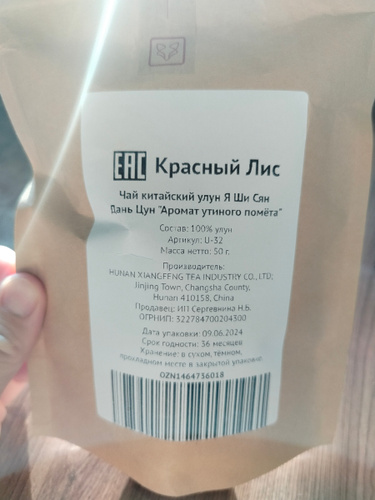 EAC Красный Лис
Чай китайский улун Я Ши Сян
Дань Цун "Аромат утиного помёта"
Состав: 100% улун
Артикул: U-32
Масса нетто: 50 г.
Производитель:
HUNAN XIANGFENG TEA INDUSTRY CO., LTD;
Jinjing Town, Changsha County,
Hunan 410158, China
Продавец: ИП Сергевнина Н.Б.
ОГРНИП: 322784700204300
Дата упаковки: 09.06.2024
Срок годности: 36 месяцев
Хранение: в сухом, тёмном,
прохладном месте в закрытой упаковке
OZN1464736018